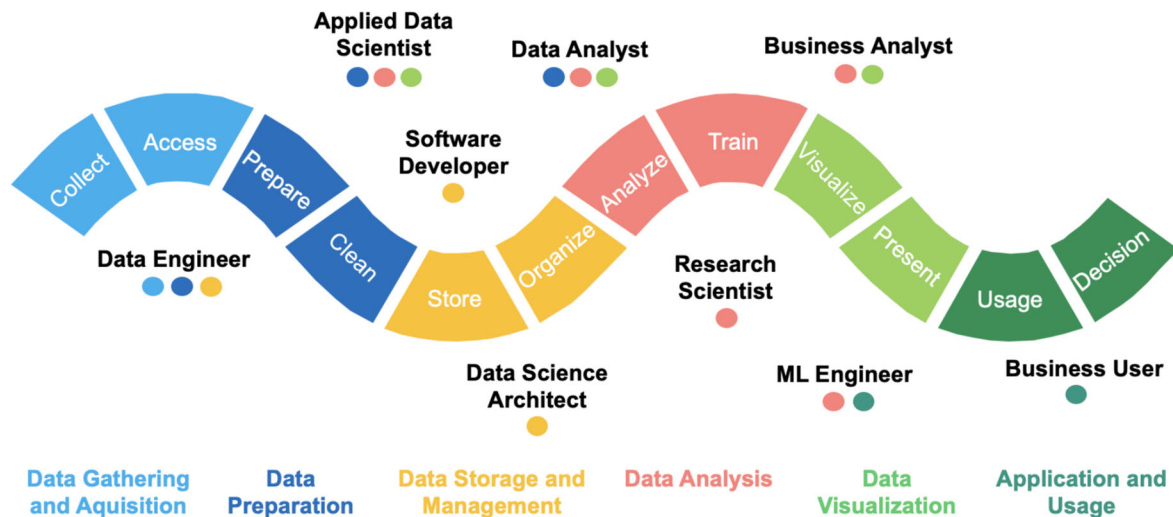 Applied Data
Scientist
Data Analyst
Business Analyst
Collect
Access
Prepare
Clean
Software
Developer
Store
Organize
Analyze
Train
Visualize
Present
Usage
Decision
Data Engineer
Research
Scientist
Data Science
Architect
ML Engineer
Business User
Data Gathering
and Aquisition
Data
Preparation
Data Storage and
Management
Data Analysis
Data
Visualization
Application and
Usage